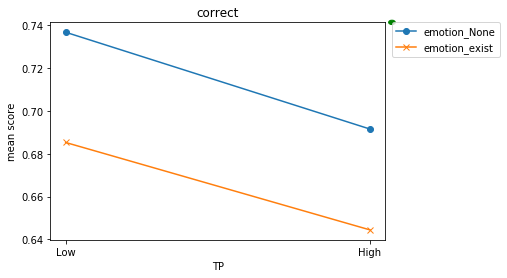 correct
0.74
0.72
0.70
0.68
0.66
0.64
mean score
Low
High
TP
emotion_None
emotion_exist